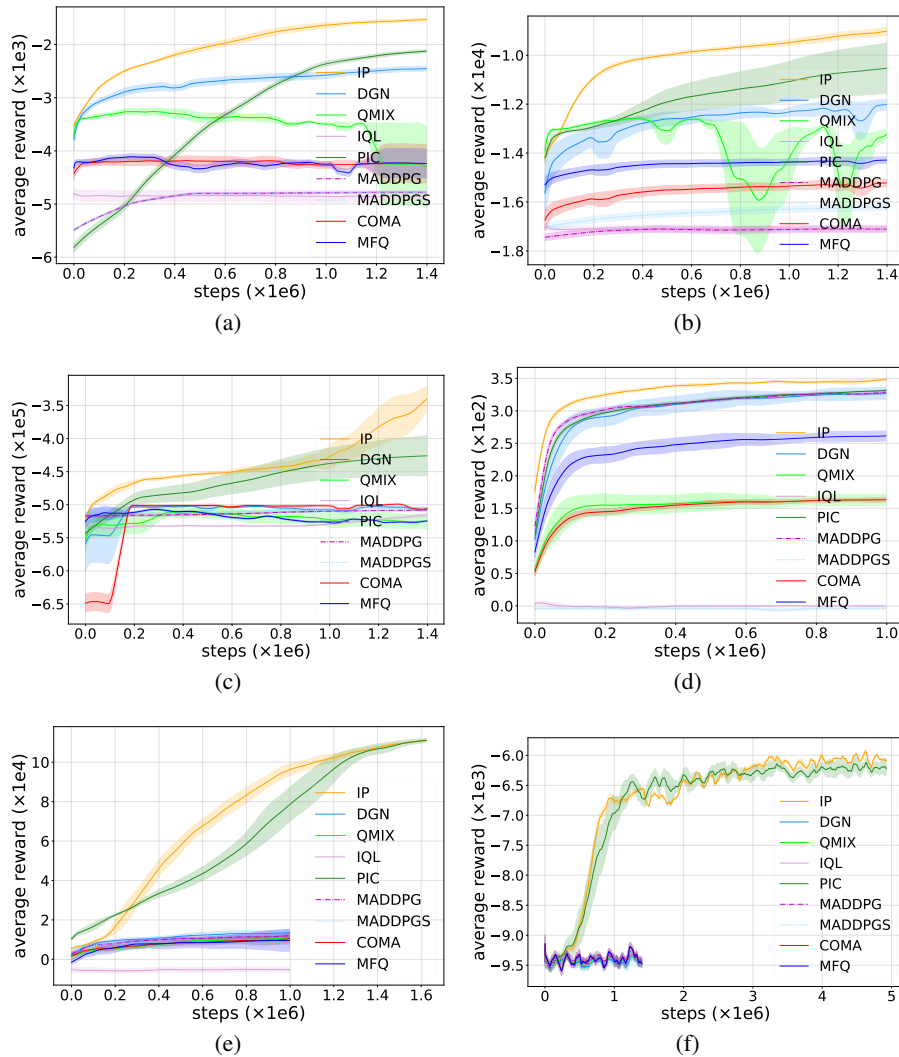 −2
−3
−4
−5
−6
0.0 0.2 0.4 0.6 0.8 1.0 1.2 1.4
steps (×1e6)
average reward (×1e3)
IP
DGN
QMIX
IQL
PIC
MADDPG
MADDPGS
COMA
MFQ
(a)
−1.0
−1.2
−1.4
−1.6
−1.8
0.0 0.2 0.4 0.6 0.8 1.0 1.2 1.4
steps (×1e6)
average reward (×1e4)
IP
DGN
QMIX
IQL
PIC
MADDPG
MADDPGS
COMA
MFQ
(b)
−3.5
−4.0
−4.5
−5.0
−5.5
−6.0
−6.5
0.0 0.2 0.4 0.6 0.8 1.0 1.2 1.4
steps (×1e6)
average reward (×1e5)
IP
DGN
QMIX
IQL
PIC
MADDPG
MADDPGS
COMA
MFQ
(c)
3.5
3.0
2.5
2.0
1.5
1.0
0.5
0.0
0.0 0.2 0.4 0.6 0.8 1.0
steps (×1e6)
average reward (×1e2)
IP
DGN
QMIX
IQL
PIC
MADDPG
MADDPGS
COMA
MFQ
(d)
10
8
6
4
2
0
0.0 0.2 0.4 0.6 0.8 1.0 1.2 1.4 1.6
steps (×1e6)
average reward (×1e4)
IP
DGN
QMIX
IQL
PIC
MADDPG
MADDPGS
COMA
MFQ
(e)
−6.0
−6.5
−7.0
−7.5
−8.0
−8.5
−9.0
−9.5
0 1 2 3 4 5
steps (×1e6)
average reward (×1e3)
IP
DGN
QMIX
IQL
PIC
MADDPG
MADDPGS
COMA
MFQ
(f)